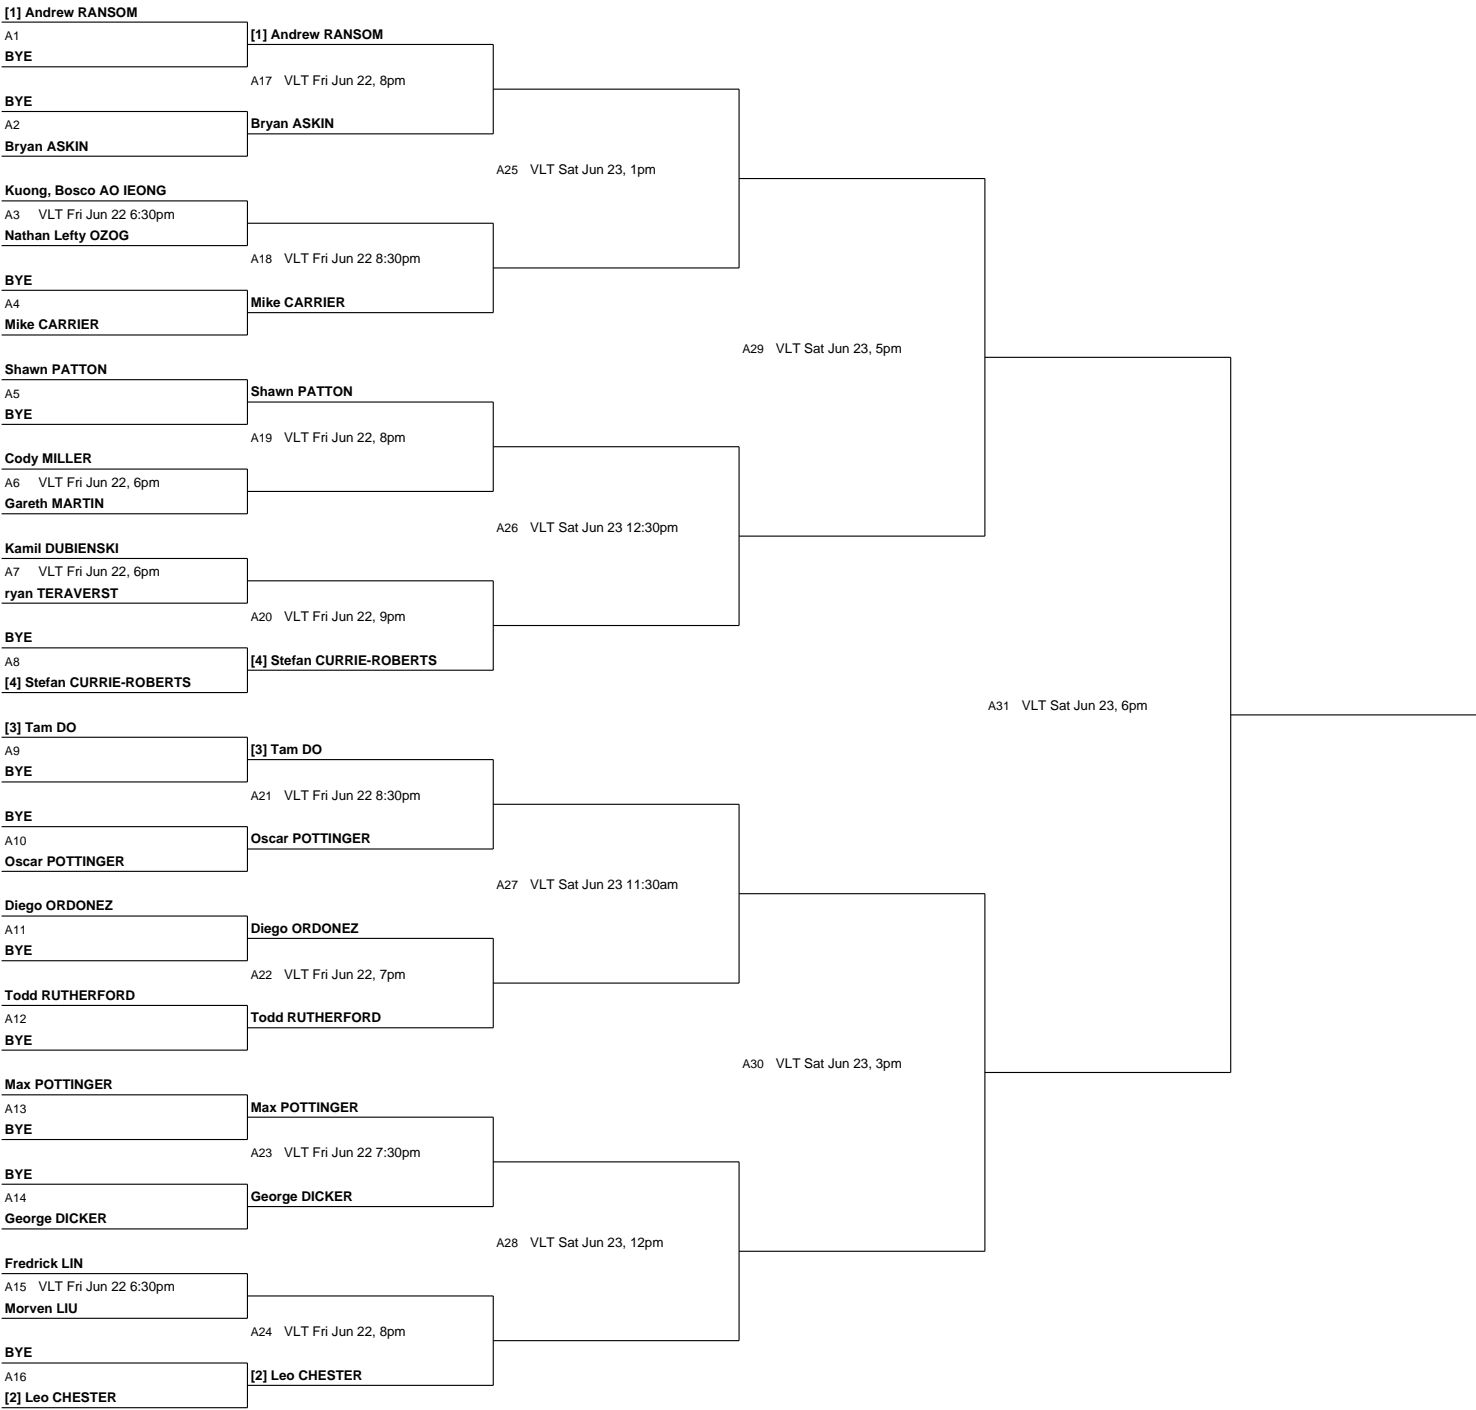 [1] Andrew RANSOM
A1
BYE
BYE
A2
Bryan ASKIN
Kuong, Bosco AO IEONG
A3 VLT Fri Jun 22 6:30pm
Nathan Lefty OZOG
BYE
A4
Mike CARRIER
Shawn PATTON
A5
BYE
Cody MILLER
A6 VLT Fri Jun 22, 6pm
Gareth MARTIN
Kamil DUBIENSKI
A7 VLT Fri Jun 22, 6pm
ryan TERAVERST
BYE
A8
[4] Stefan CURRIE-ROBERTS
[3] Tam DO
A9
BYE
BYE
A10
Oscar POTTINGER
Diego ORDONEZ
A11
BYE
Todd RUTHERFORD
A12
BYE
Max POTTINGER
A13
BYE
BYE
A14
George DICKER
Fredrick LIN
A15 VLT Fri Jun 22 6:30pm
Morven LIU
BYE
A16
[2] Leo CHESTER
[1] Andrew RANSOM
A17 VLT Fri Jun 22, 8pm
Bryan ASKIN
A18 VLT Fri Jun 22 8:30pm
Mike CARRIER
Shawn PATTON
A19 VLT Fri Jun 22, 8pm
A20 VLT Fri Jun 22, 9pm
[4] Stefan CURRIE-ROBERTS
[3] Tam DO
A21 VLT Fri Jun 22 8:30pm
Oscar POTTINGER
Diego ORDONEZ
A22 VLT Fri Jun 22, 7pm
Todd RUTHERFORD
Max POTTINGER
A23 VLT Fri Jun 22 7:30pm
George DICKER
A24 VLT Fri Jun 22, 8pm
[2] Leo CHESTER
A25 VLT Sat Jun 23, 1pm
A26 VLT Sat Jun 23 12:30pm
A27 VLT Sat Jun 23 11:30am
A28 VLT Sat Jun 23, 12pm
A29 VLT Sat Jun 23, 5pm
A30 VLT Sat Jun 23, 3pm
A31 VLT Sat Jun 23, 6pm